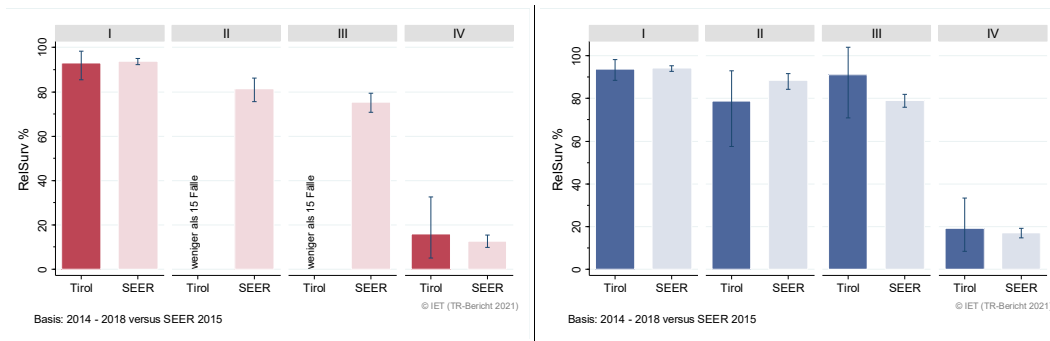 I II III IV
RelSurv %
0 20 40 60 80 100
weniger als 15 Fälle
weniger als 15 Fälle
Tirol SEER Tirol SEER Tirol SEER Tirol SEER
© IET (TR-Bericht 2021)
Basis: 2014 - 2018 versus SEER 2015
I II III IV
RelSurv %
0 20 40 60 80 100
Tirol SEER Tirol SEER Tirol SEER Tirol SEER
© IET (TR-Bericht 2021
Basis: 2014 - 2018 versus SEER 2015